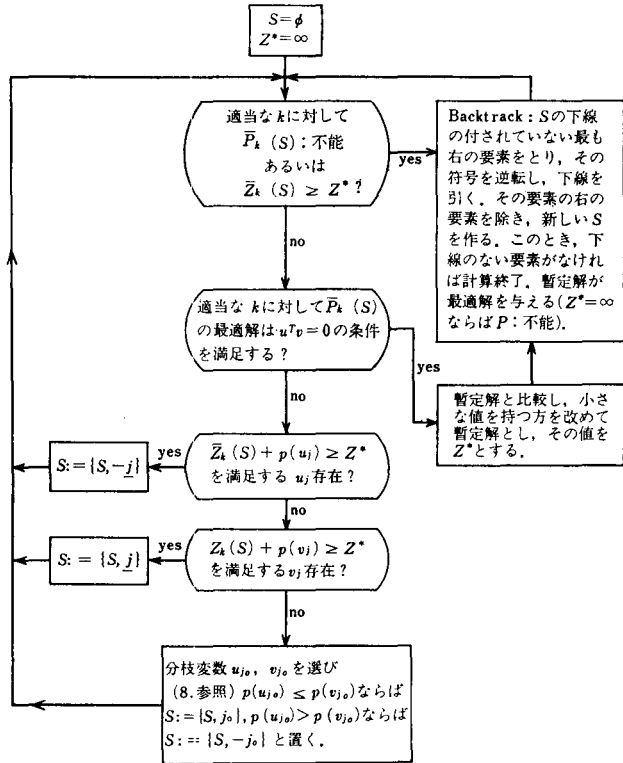 S=φ
Z*=∞
適当な k に対して
P̄k (S)：不能
あるいは
Z̄k (S) ≥ Z* ?
yes
no
Backtrack：S の下線
の付されていない最も
右の要素をとり，その
符号を逆転し，下線を
引く。その要素の右の
要素を除き，新しい S
を作る。このとき，下
線のない要素がなけれ
ば計算終了。暫定解が
最適解を与える(Z*=∞
ならば P：不能)．
適当な k に対して P̄k (S)
の最適解は uᵀv=0 の条件
を満足する？
yes
no
暫定解と比較し，小さ
な値を持つ方を改めて
暫定解とし，その値を
Z*とする．
Z̄k(S)+p(uj) ≥ Z*
を満足する uj 存在？
yes
S:={S,−j̲}
no
Zk(S)+p(vj) ≥ Z*
を満足する vj 存在？
yes
S:={S, j̲}
no
分枝変数 uj₀，vj₀ を選び
(8.参照) p(uj₀) ≤ p(vj₀)ならば
S:={S,j₀}, p(uj₀)>p(vj₀)ならば
S:={S,−j₀} と置く．